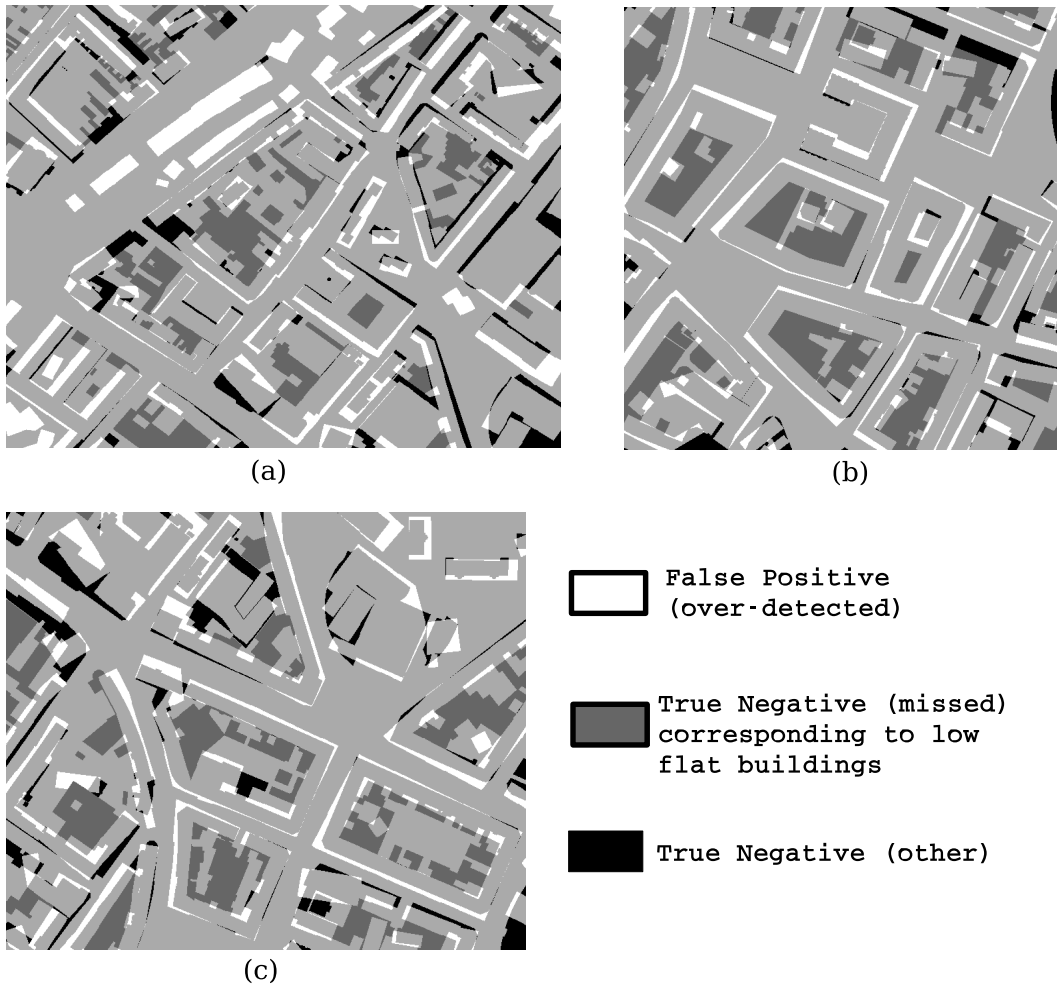 (a)
(b)
False Positive
(over-detected)
True Negative (missed)
corresponding to low
flat buildings
True Negative (other)
(c)